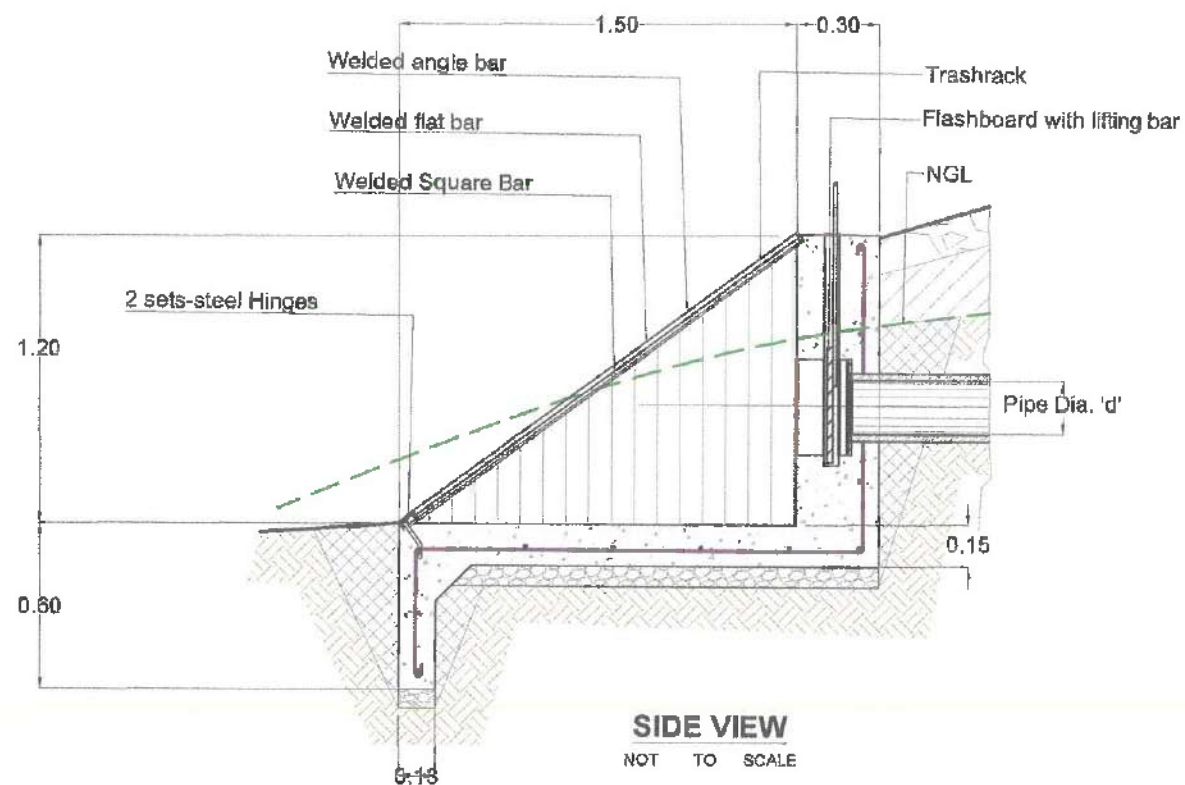 1.50
0.30
Welded angle bar
Trashrack
Welded flat bar
Flashboard with lifting bar
Welded Square Bar
NGL
2 sets-steel Hinges
1.20
Pipe Dia. 'd'
0.15
0.60
SIDE VIEW
NOT TO SCALE